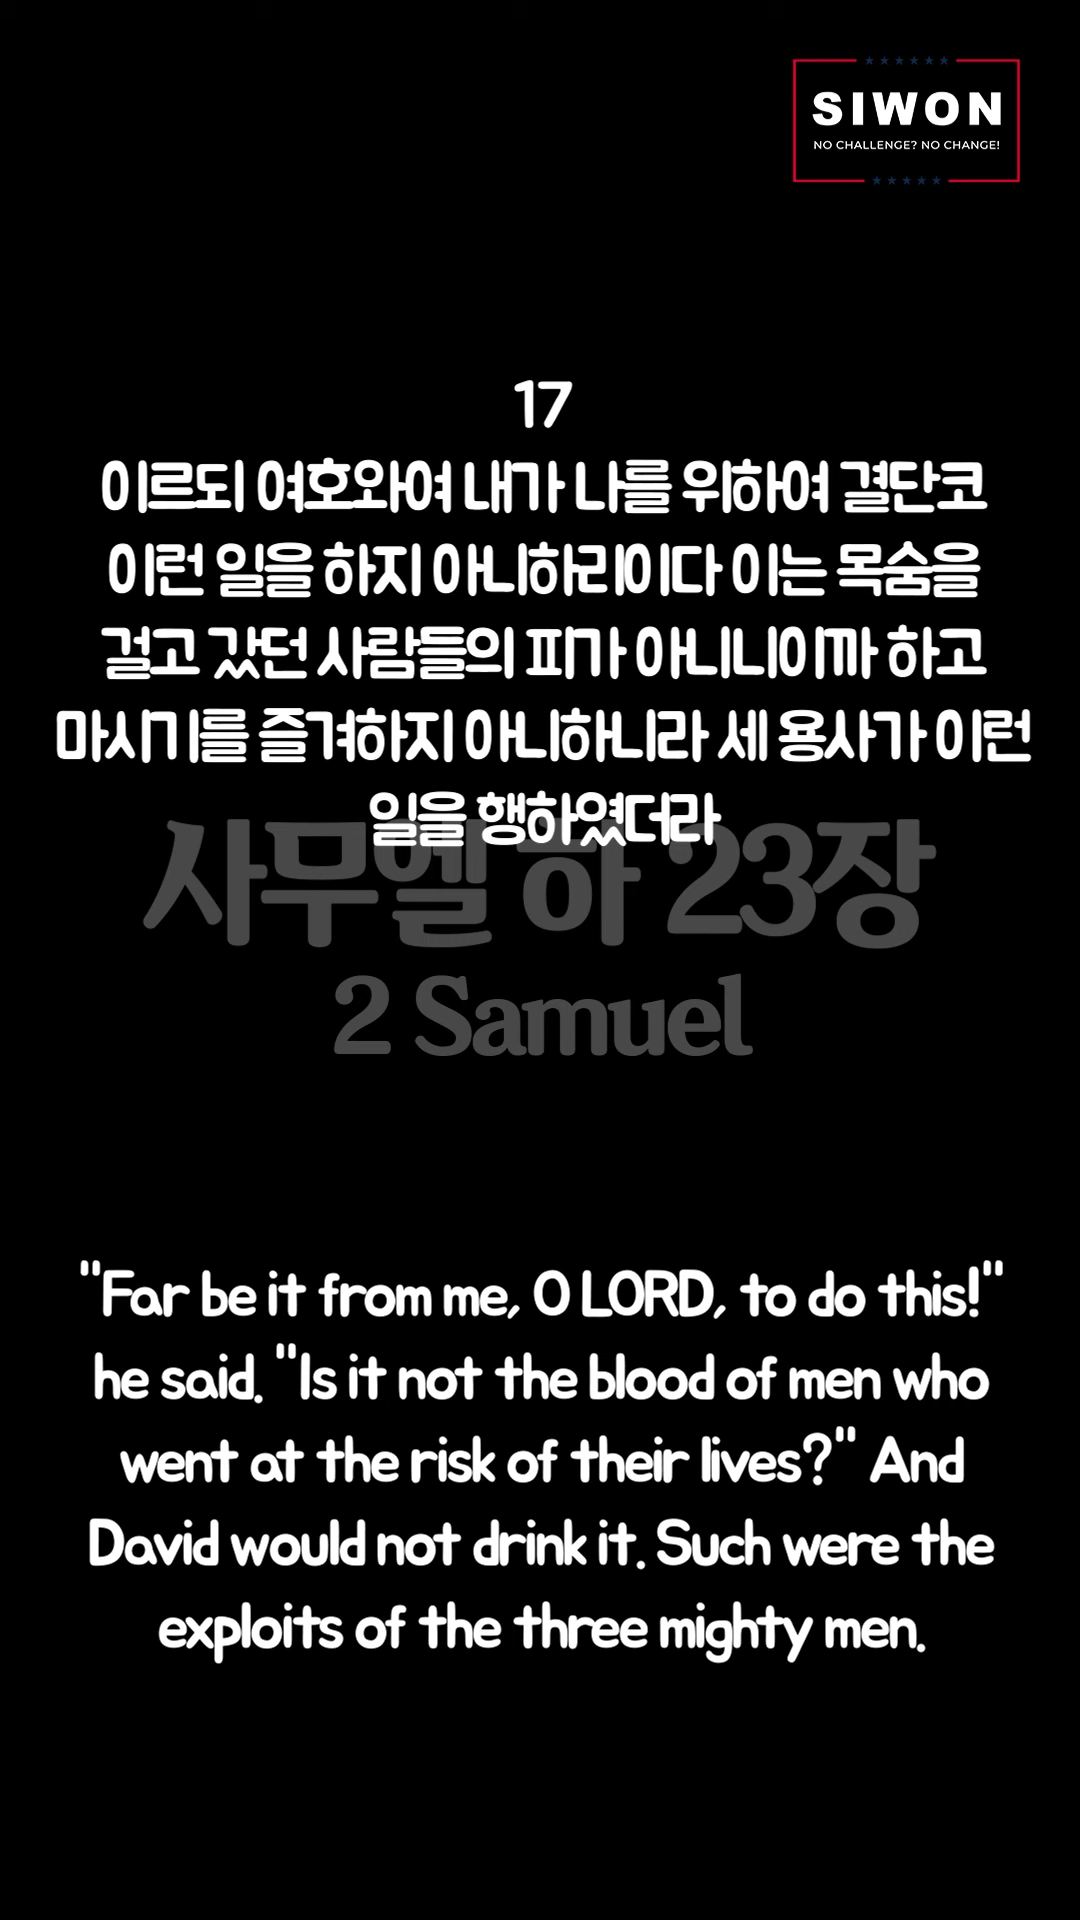 SIWON
NO CHALLENGE? NO CHANGE!
17
이르되 여호와여 내가 나를 위하여 결단코
이런 일을 하지 아니하리이다 이는 목숨을
걸고 갔던 사람들의 피가 아니니이까 하고
마시기를 즐겨하지 아니하니라 세 용사가 이런
일을 행하였더라
사무엘 하 23장
2 Samuel
"Far be it from me, O LORD, to do this!"
he said. "Is it not the blood of men who
went at the risk of their lives?" And
David would not drink it. Such were the
exploits of the three mighty men.